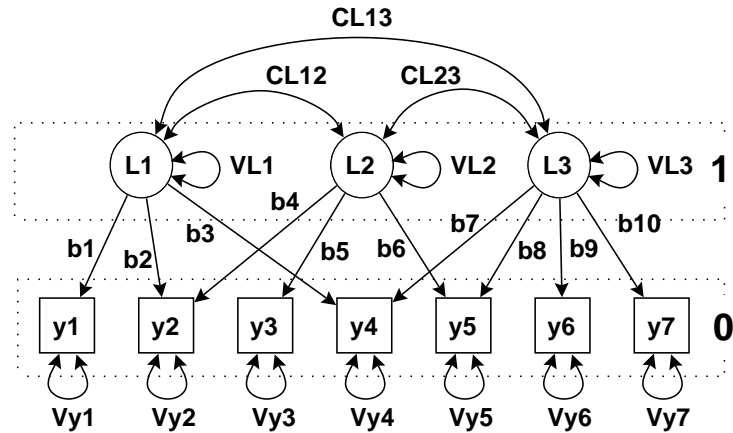 CL13
CL12 CL23
L1 VL1 L2 VL2 L3 VL3 1
b1 b2 b3 b4 b5 b6 b7 b8 b9 b10
y1 y2 y3 y4 y5 y6 y7 0
Vy1 Vy2 Vy3 Vy4 Vy5 Vy6 Vy7